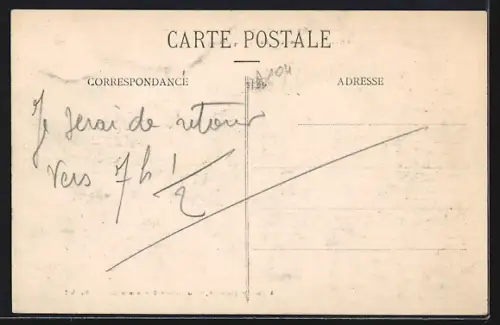 CARTE POSTALE
CORRESPONDANCE
ADRESSE
Je serai de retour
vers 7h 1/2